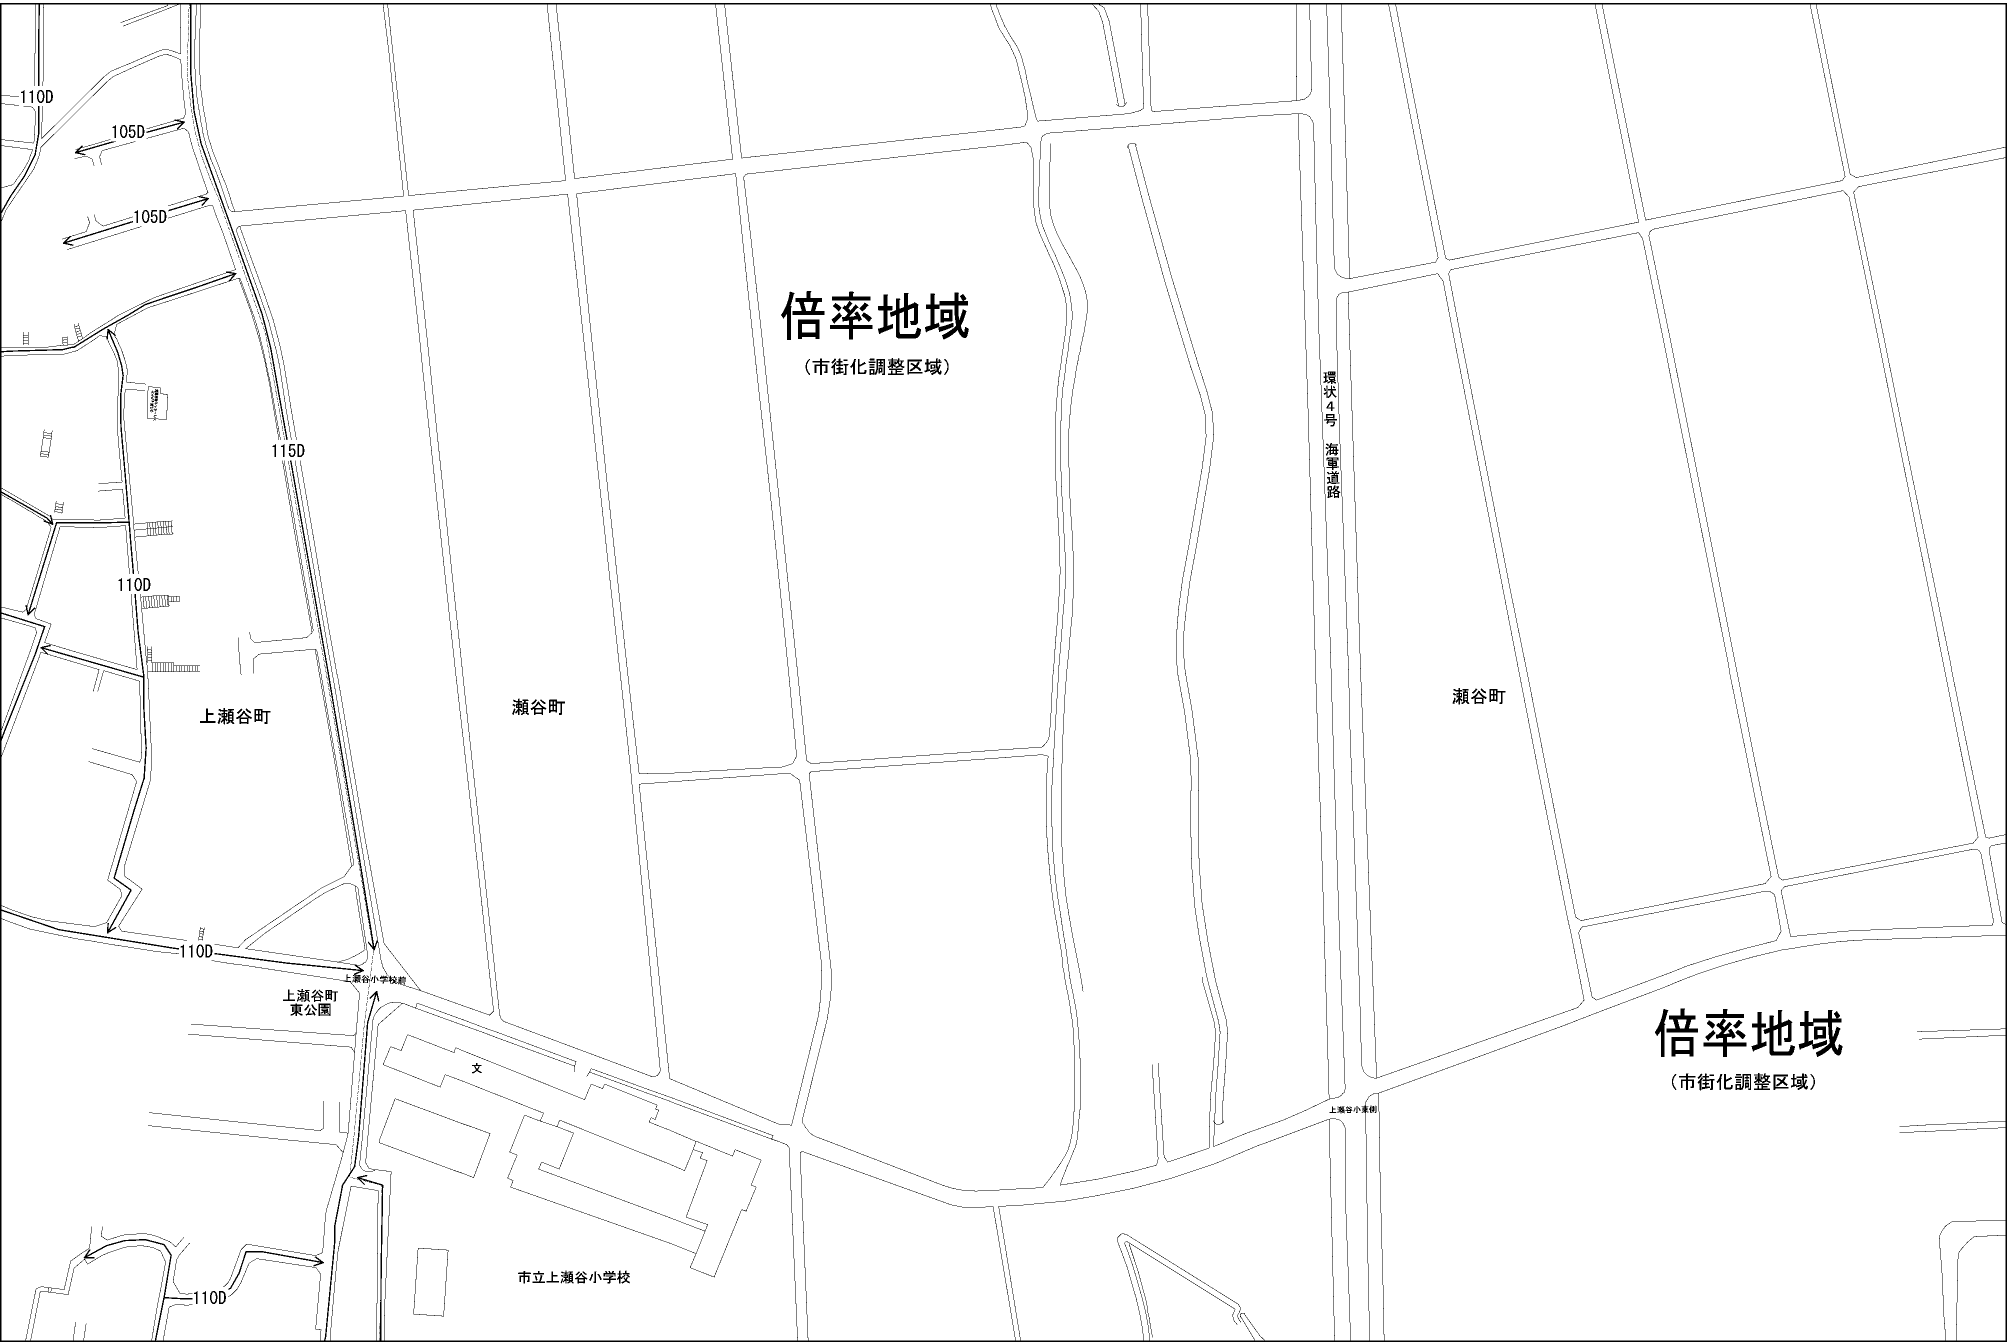 110D
105D
105D
倍率地域
（市街化調整区域）
環状4号　海軍道路
115D
110D
瀬谷町
瀬谷町
上瀬谷町
110D
上瀬谷小学校前
上瀬谷町
東公園
倍率地域
（市街化調整区域）
文
上瀬谷小東側
市立上瀬谷小学校
110D